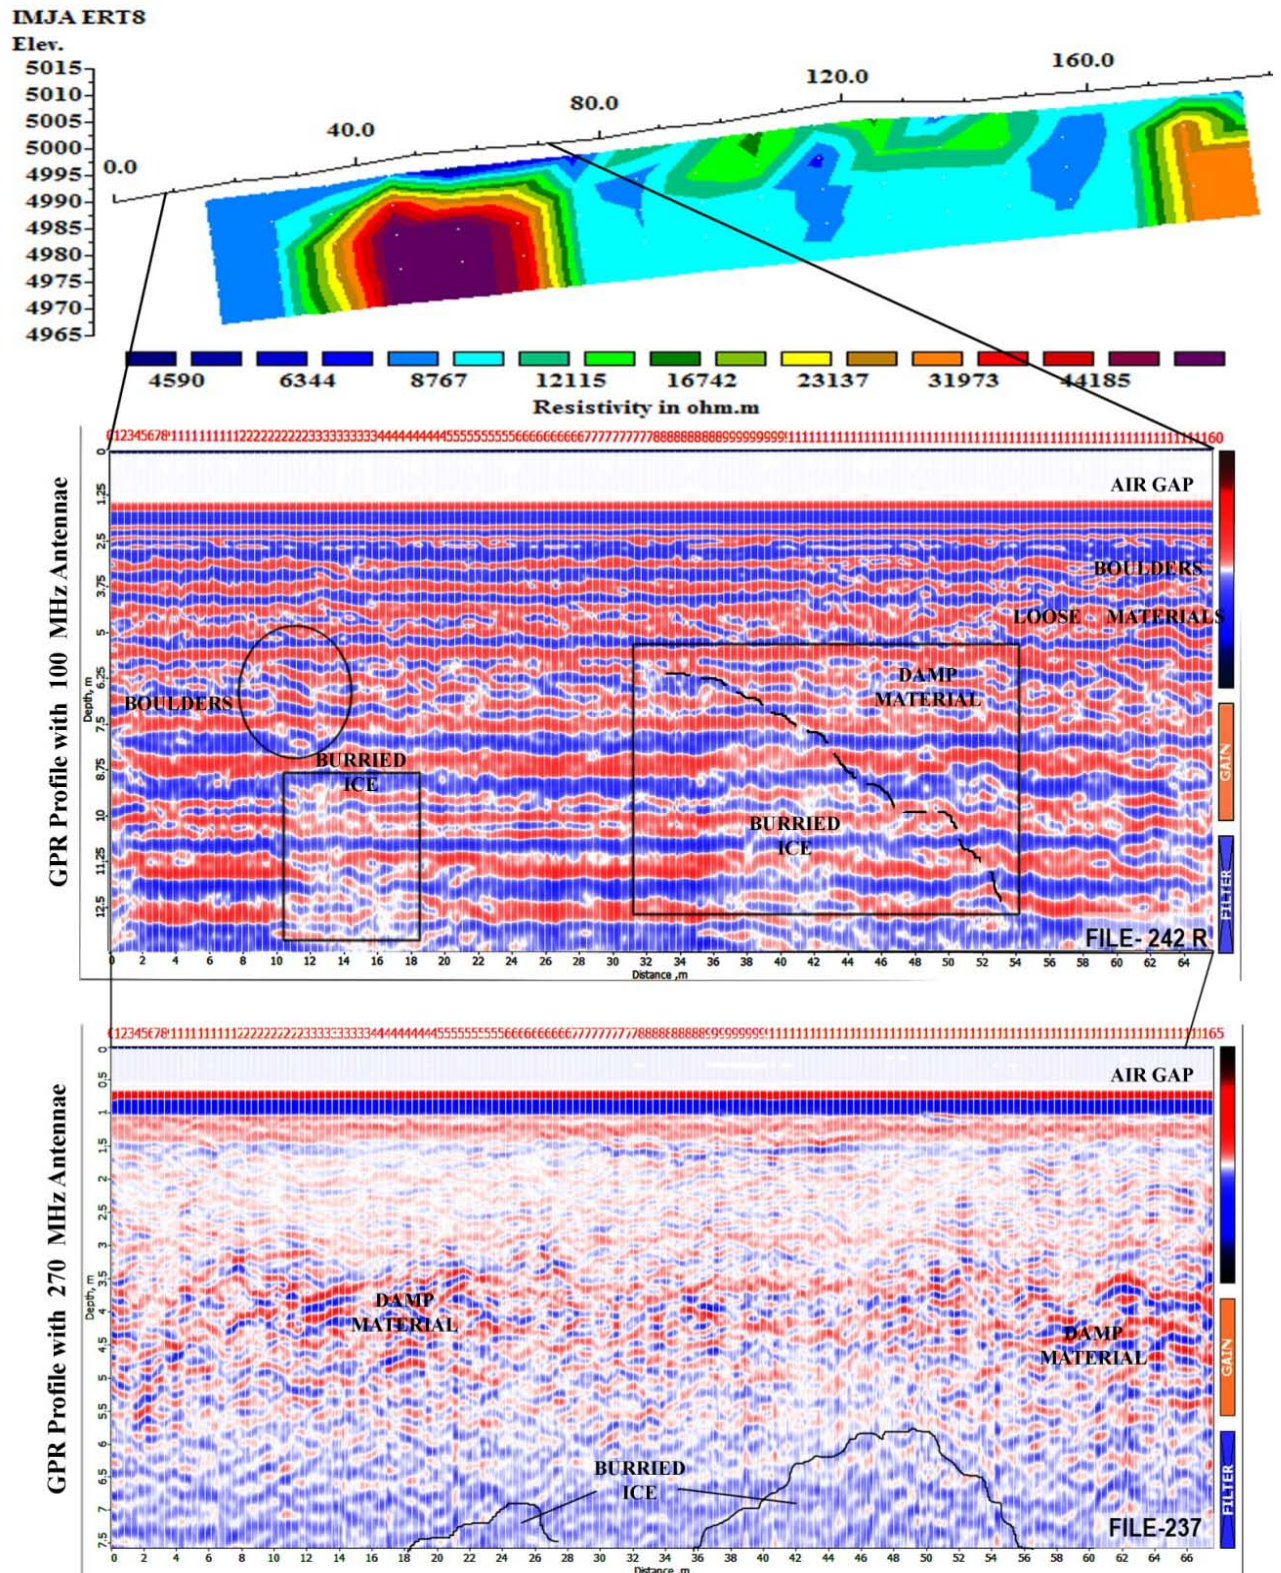 IMJA ERT8
Elev.
5015
5010
5005
5000
4995
4990
4985
4980
4975
4970
4965
0.0
40.0
80.0
120.0
160.0
4590 6344 8767 12115 16742 23137 31973 44185
Resistivity in ohm.m
GPR Profile with 100 MHz Antennae
Depth, m
0
1.25
2.5
3.75
5
6.25
7.5
8.75
10
11.25
12.5
AIR GAP
BOULDERS
LOOSE MATERIALS
DAMP
MATERIAL
BOULDERS
BURRIED
ICE
BURRIED
ICE
FILE- 242 R
GAIN
FILTER
0 2 4 6 8 10 12 14 16 18 20 22 24 26 28 30 32 34 36 38 40 42 44 46 48 50 52 54 56 58 60 62 64
Distance ,m
GPR Profile with 270 MHz Antennae
Depth, m
0
0.5
1
1.5
2
2.5
3
3.5
4
4.5
5
5.5
6
6.5
7
7.5
AIR GAP
DAMP
MATERIAL
DAMP
MATERIAL
BURRIED
ICE
FILE-237
GAIN
FILTER
0 2 4 6 8 10 12 14 16 18 20 22 24 26 28 30 32 34 36 38 40 42 44 46 48 50 52 54 56 58 60 62 64 66
Distance ,m